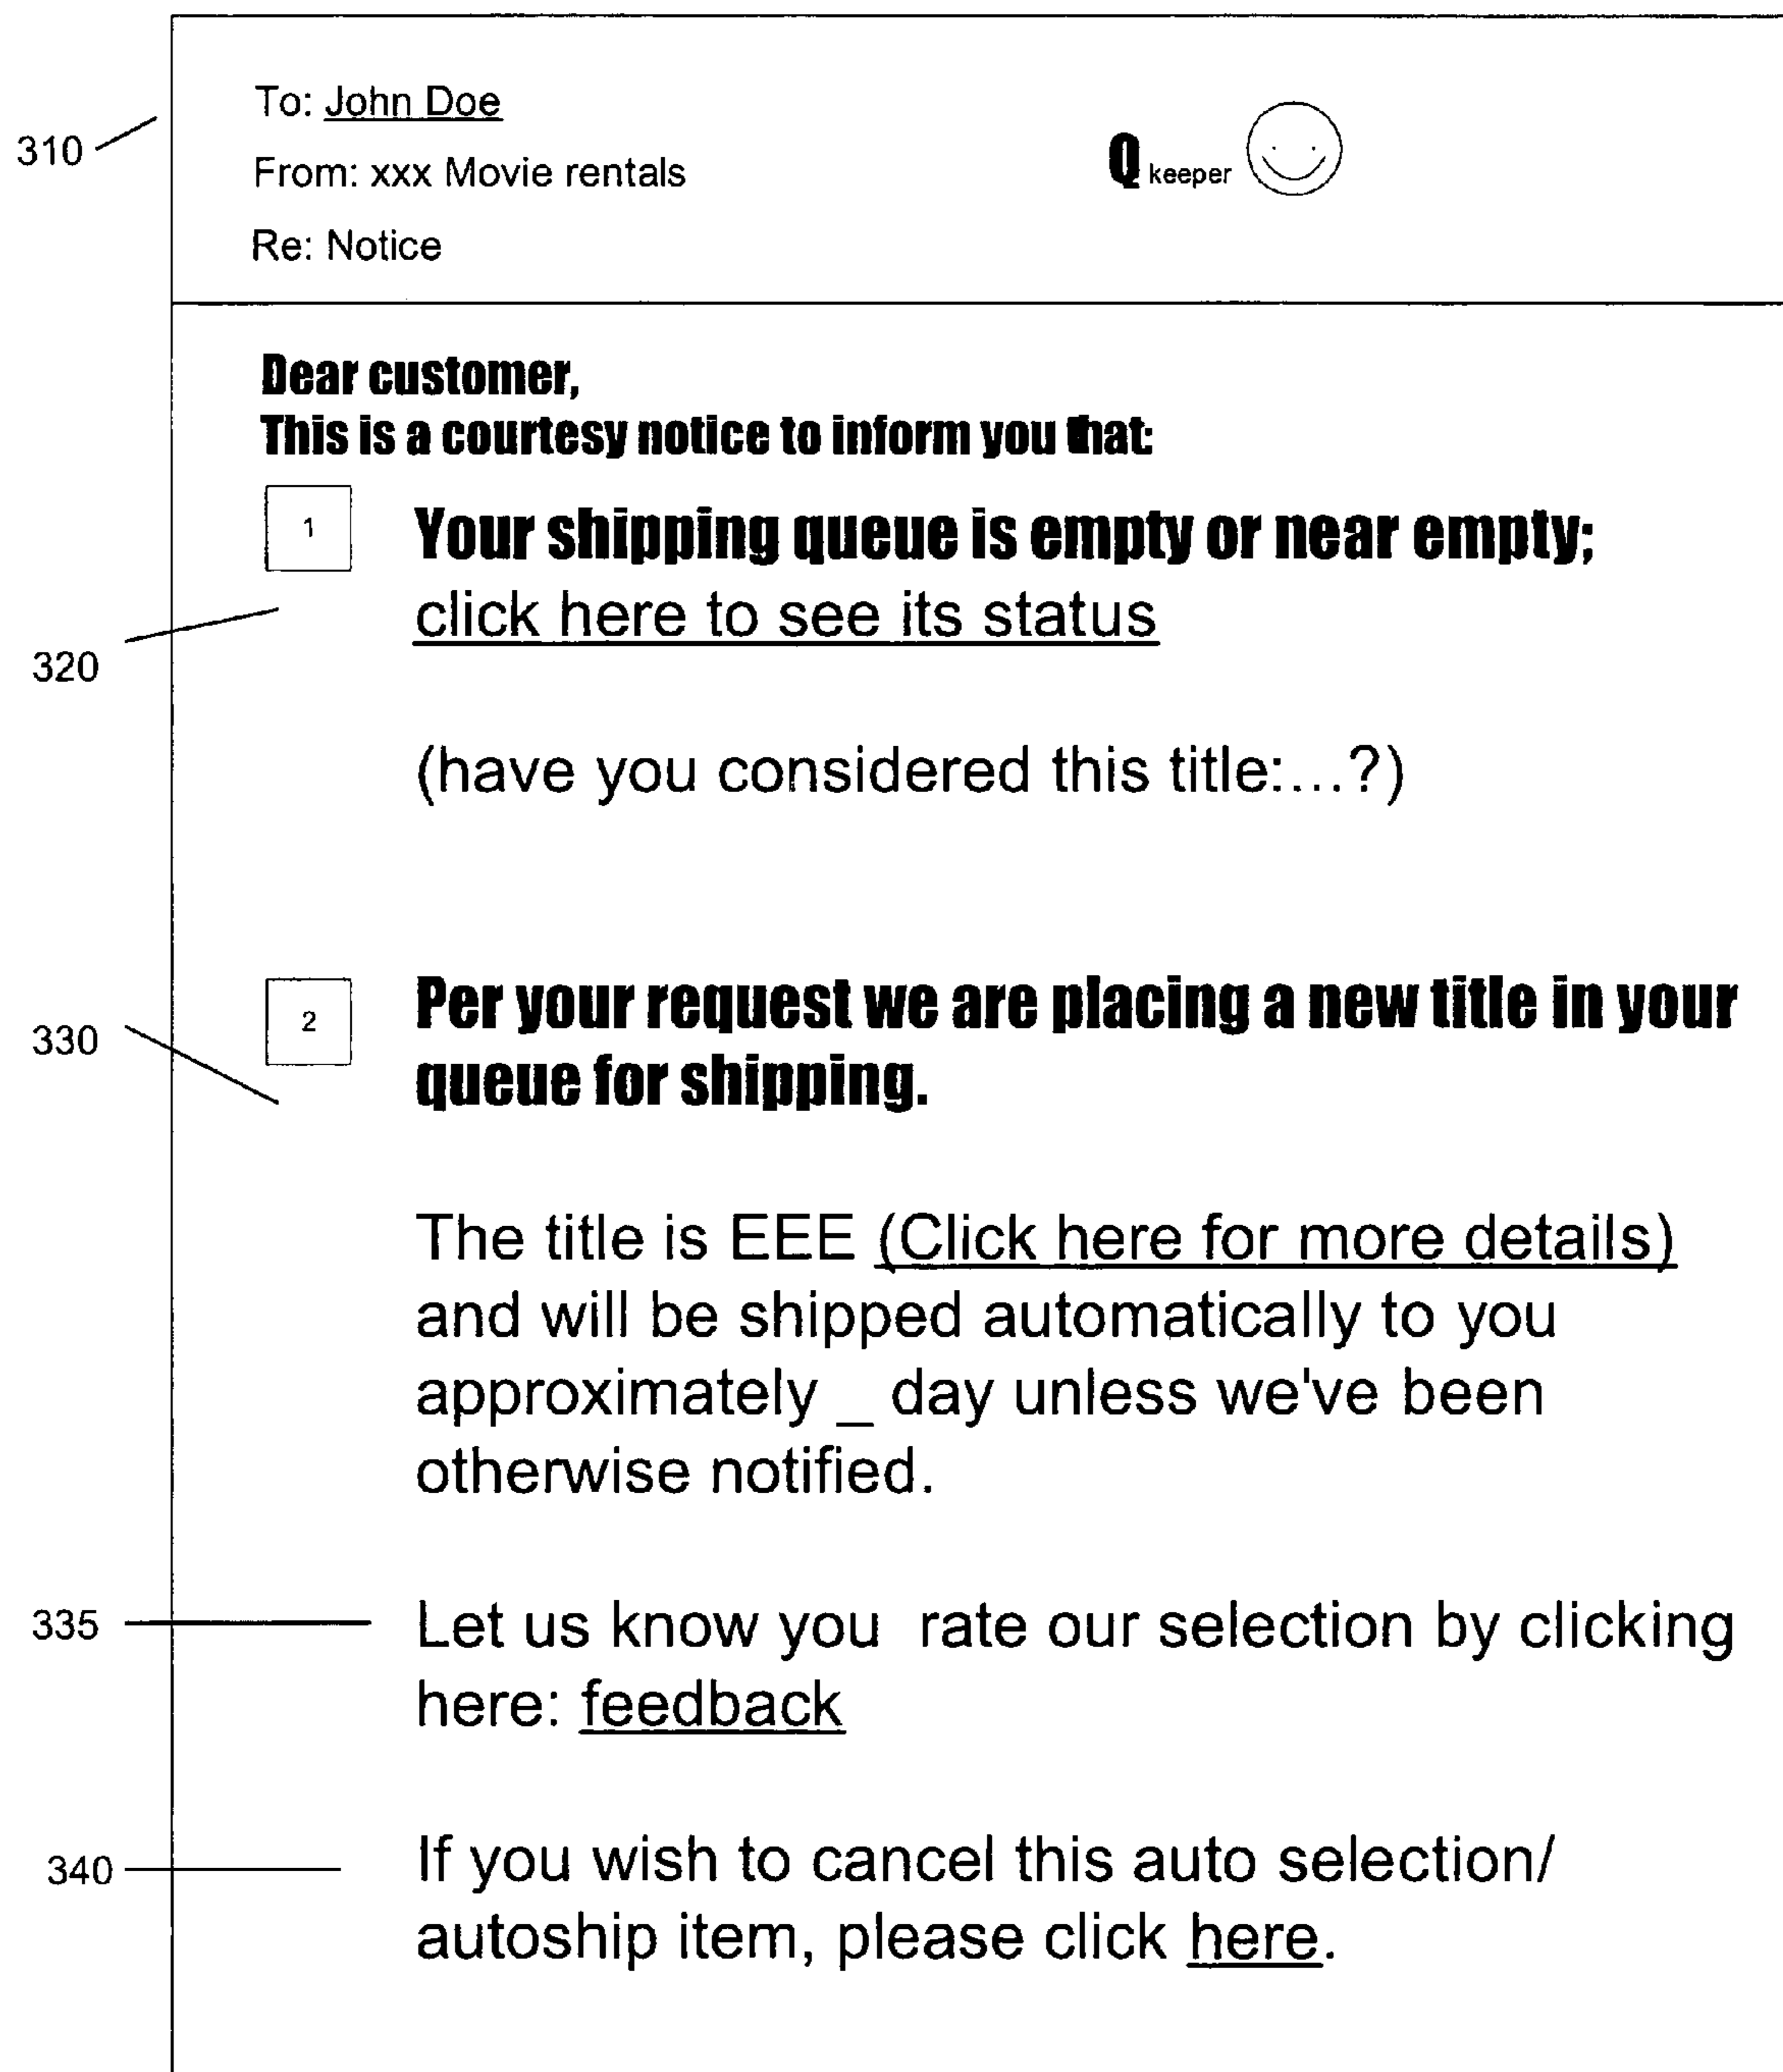 To: John Doe
310
From: xxx Movie rentals
Q keeper
Re: Notice
Dear customer,
This is a courtesy notice to inform you that:
1
Your shipping queue is empty or near empty;
click here to see its status
320
(have you considered this title:...?)
2
Per your request we are placing a new title in your
330
queue for shipping.
The title is EEE (Click here for more details)
and will be shipped automatically to you
approximately _ day unless we've been
otherwise notified.
335
Let us know you rate our selection by clicking
here: feedback
340
If you wish to cancel this auto selection/
autoship item, please click here.